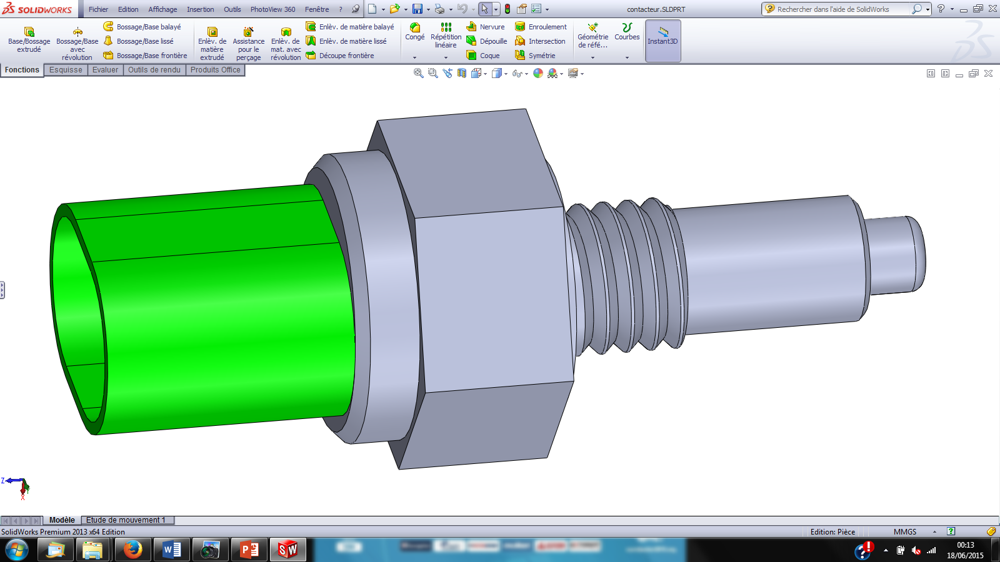 SOLIDWORKS
Fichier Edition Affichage Insertion Outils PhotoView 360 Fenêtre ?
contacteur.SLDPRT
Rechercher dans l'aide de SolidWorks
?
Base/Bossage extrudé
Bossage/Base avec révolution
Bossage/Base balayé
Bossage/Base lissé
Bossage/Base frontière
Enlèv. de matière extrudé
Assistance pour le perçage
Enlèv. de mat. avec révolution
Enlèv. de matière balayé
Enlèv. de matière lissé
Découpe frontière
Congé
Répétition linéaire
Nervure
Dépouille
Coque
Enroulement
Intersection
Symétrie
Géométrie de réfé...
Courbes
Instant3D
Fonctions Esquisse Evaluer Outils de rendu Produits Office
Z
X
Modèle Etude de mouvement 1
SolidWorks Premium 2013 x64 Edition
Edition: Pièce MMGS
00:13
18/06/2015